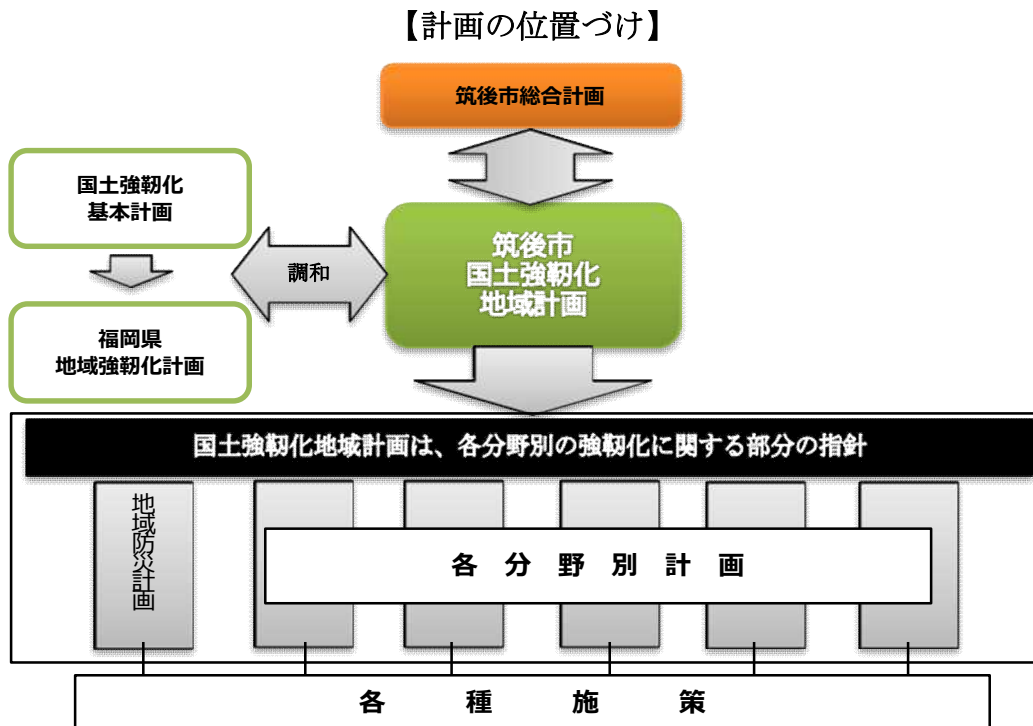 【計画の位置づけ】
筑後市総合計画
国土強靭化
基本計画
調和
筑後市
国土強靭化
地域計画
福岡県
地域強靭化計画
国土強靭化地域計画は、各分野別の強靭化に関する部分の指針
地域防災計画
各分野別計画
各種施策